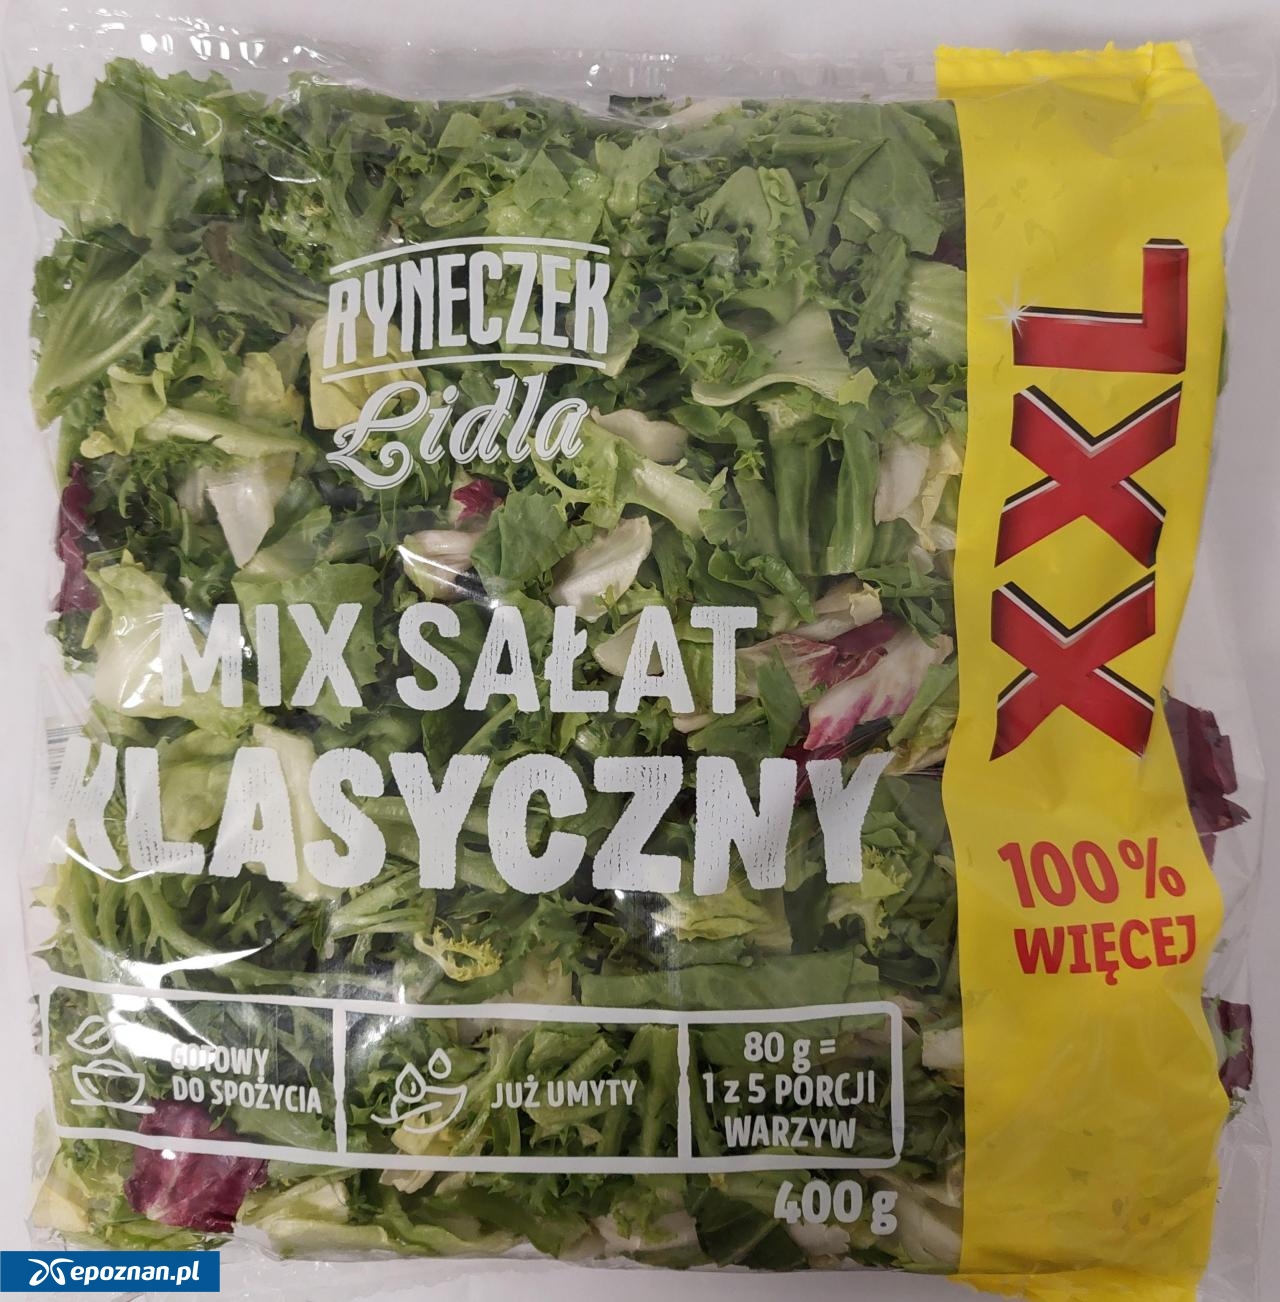 RYNECZEK
Lidla
MIX SAŁAT
KLASYCZNY
GOTOWY
DO SPOŻYCIA
JUŻ UMYTY
80 g =
1 z 5 PORCJI
WARZYW
400 g
XXL
100%
WIĘCEJ
epoznan.pl